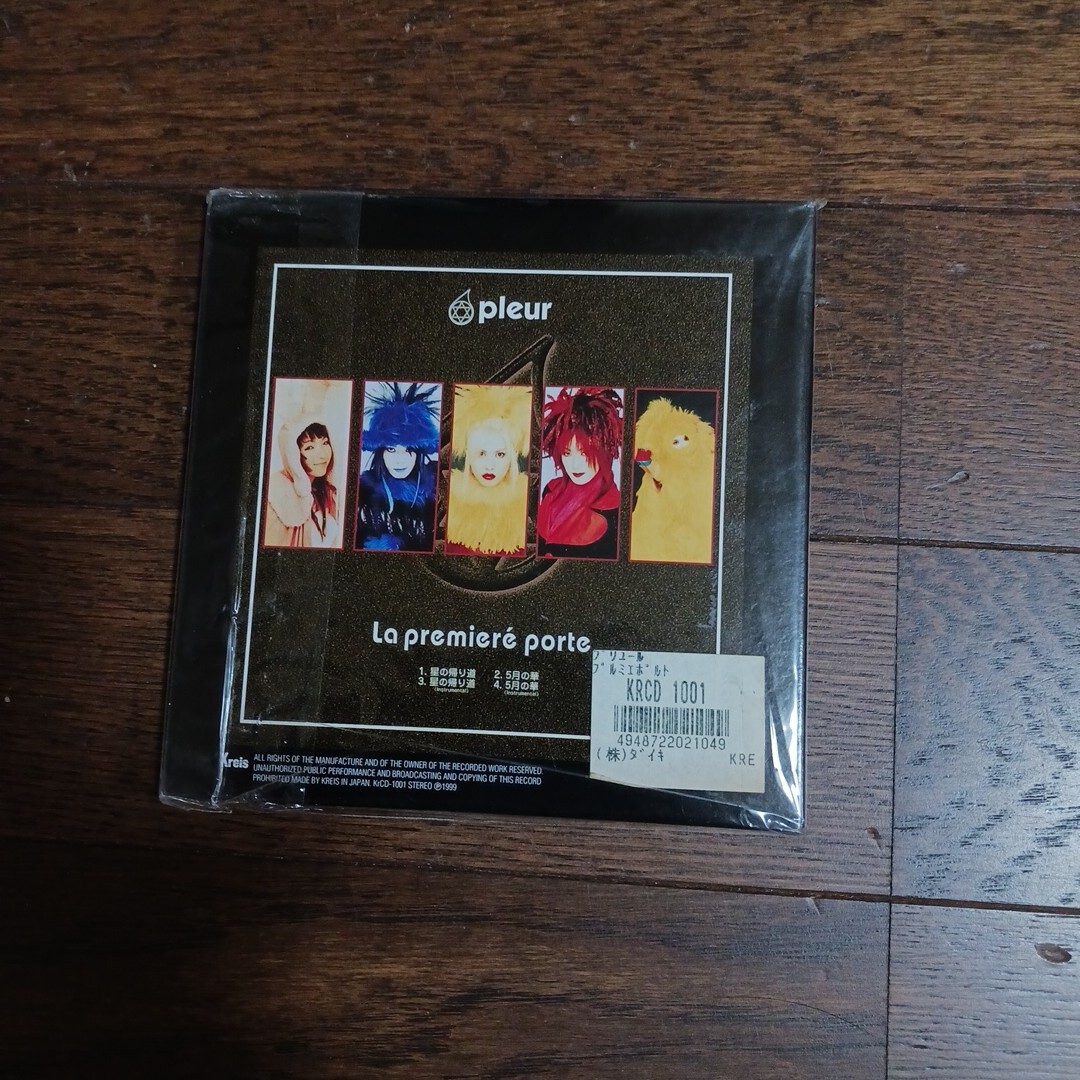 pleur
La premieré porte
1. 星の帰り道 2. 5月の華
3. 星の帰り道 4. 5月の華
(instrumental) (instrumental)
プリユール
プルミエポルト
KRCD 1001
4948722021049
(株)ダイキ KRE
Kreis
ALL RIGHTS OF THE MANUFACTURE AND OF THE OWNER OF THE RECORDED WORK RESERVED.
UNAUTHORIZED PUBLIC PERFORMANCE AND BROADCASTING AND COPYING OF THIS RECORD
PROHIBITED MADE BY KREIS IN JAPAN. KrCD-1001 STEREO Ⓟ1999